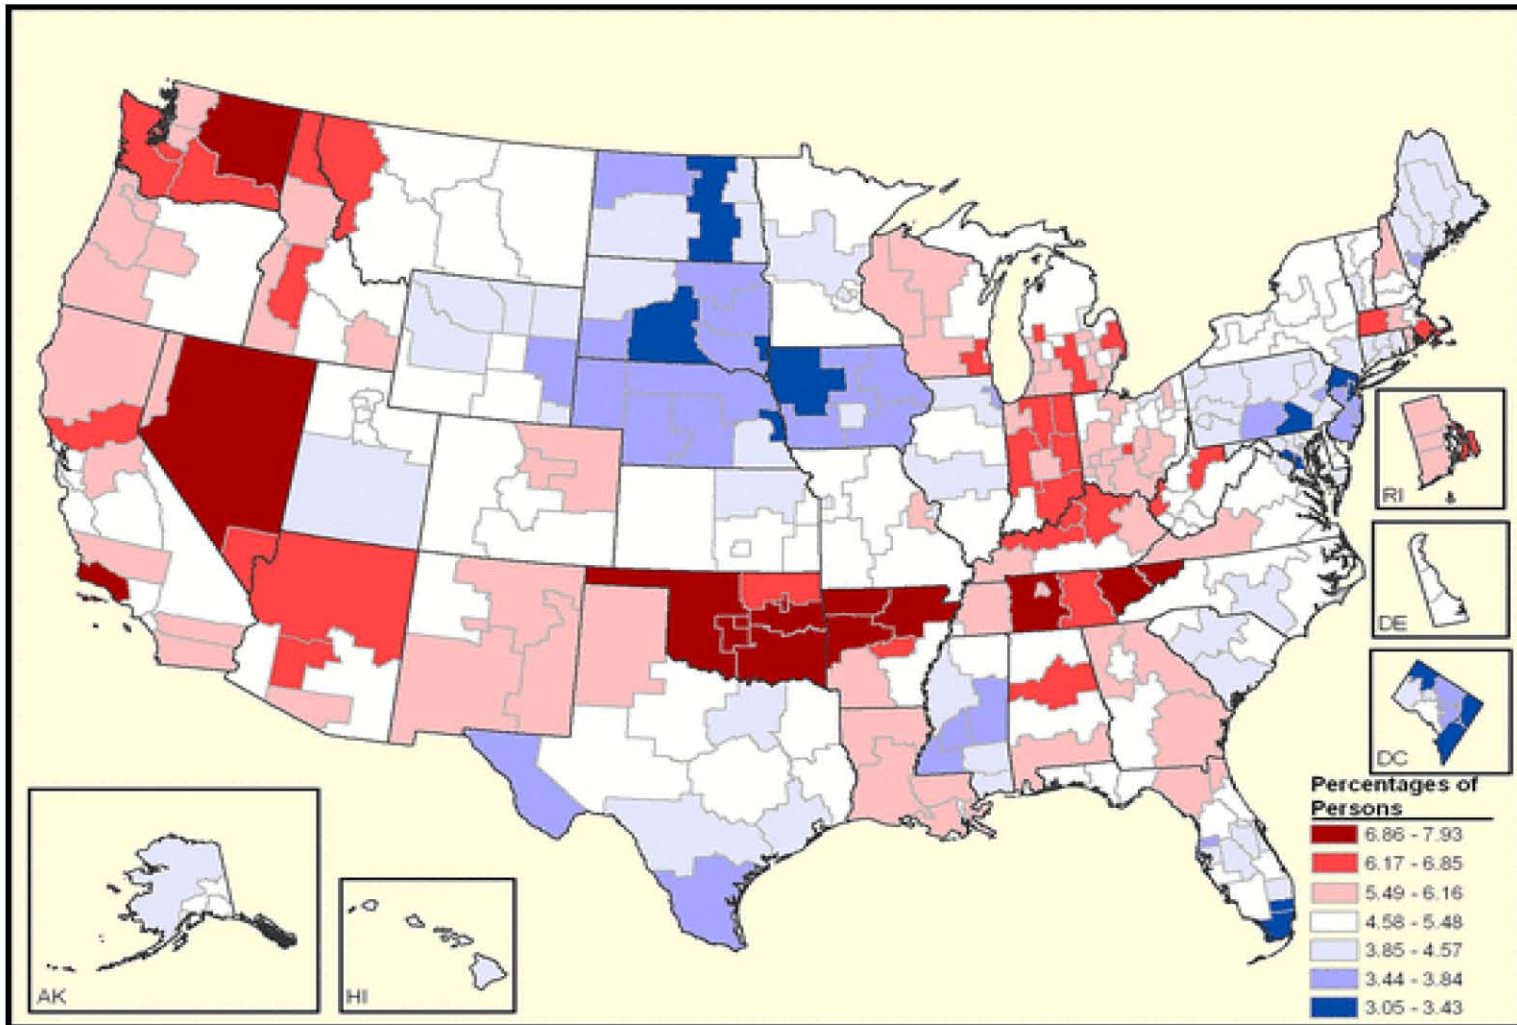 RI
DE
DC
AK
HI
Percentages of
Persons
6.86 - 7.93
6.17 - 6.85
5.49 - 6.16
4.58 - 5.48
3.85 - 4.57
3.44 - 3.84
3.05 - 3.43